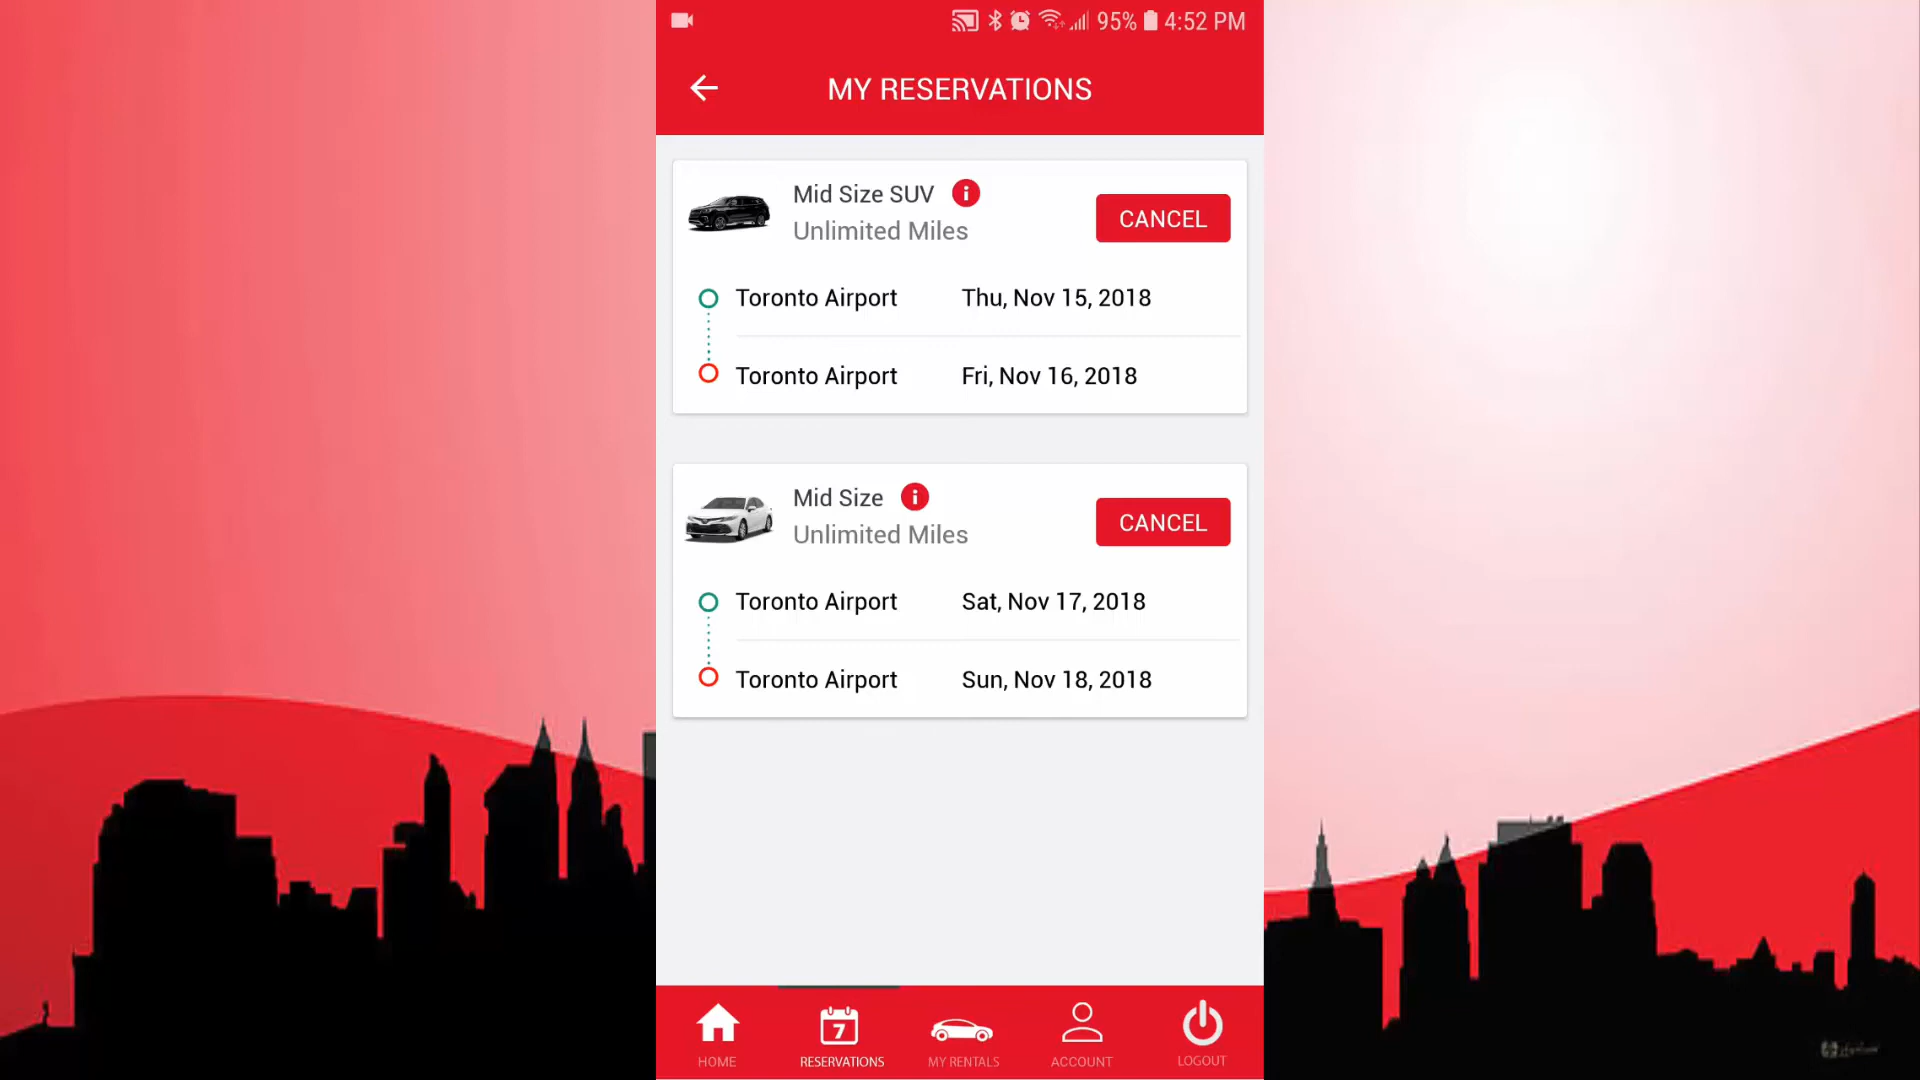 95% 4:52 PM
MY RESERVATIONS
Mid Size SUV
Unlimited Miles
CANCEL
Toronto Airport Thu, Nov 15, 2018
Toronto Airport Fri, Nov 16, 2018
Mid Size
Unlimited Miles
CANCEL
Toronto Airport Sat, Nov 17, 2018
Toronto Airport Sun, Nov 18, 2018
7
HOME RESERVATIONS MY RENTALS ACCOUNT LOGOUT